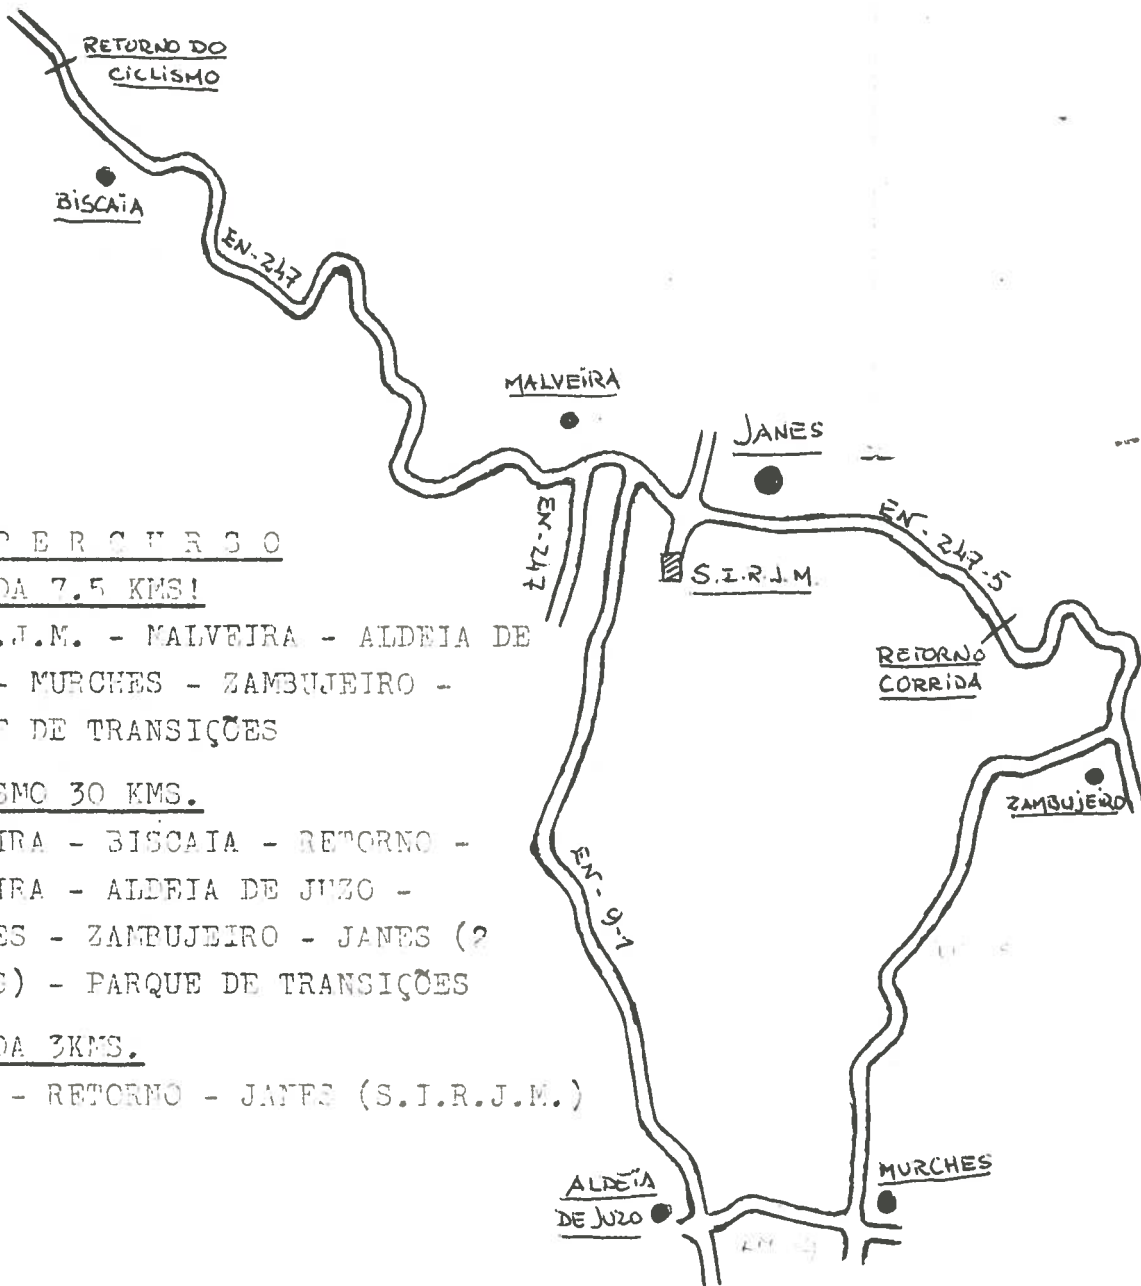 RETORNO DO
CICLISMO
BISCAIA
EN-247
MALVEIRA
JANES
EN-247
S.I.R.J.M.
EN-247-5
RETORNO
CORRIDA
ZAMBUJEIRO
EN-9-1
ALDEIA
DE JUZO
MURCHES
PERCURSO
DA 7.5 KMS!
.J.M. - MALVEIRA - ALDEIA DE
- MURCHES - ZAMBUJEIRO -
DE TRANSIÇÕES
SMO 30 KMS.
IRA - BISCAIA - RETORNO -
IRA - ALDEIA DE JUZO -
ES - ZAMBUJEIRO - JANES (2
S) - PARQUE DE TRANSIÇÕES
DA 3KMS.
- RETORNO - JANES (S.I.R.J.M.)